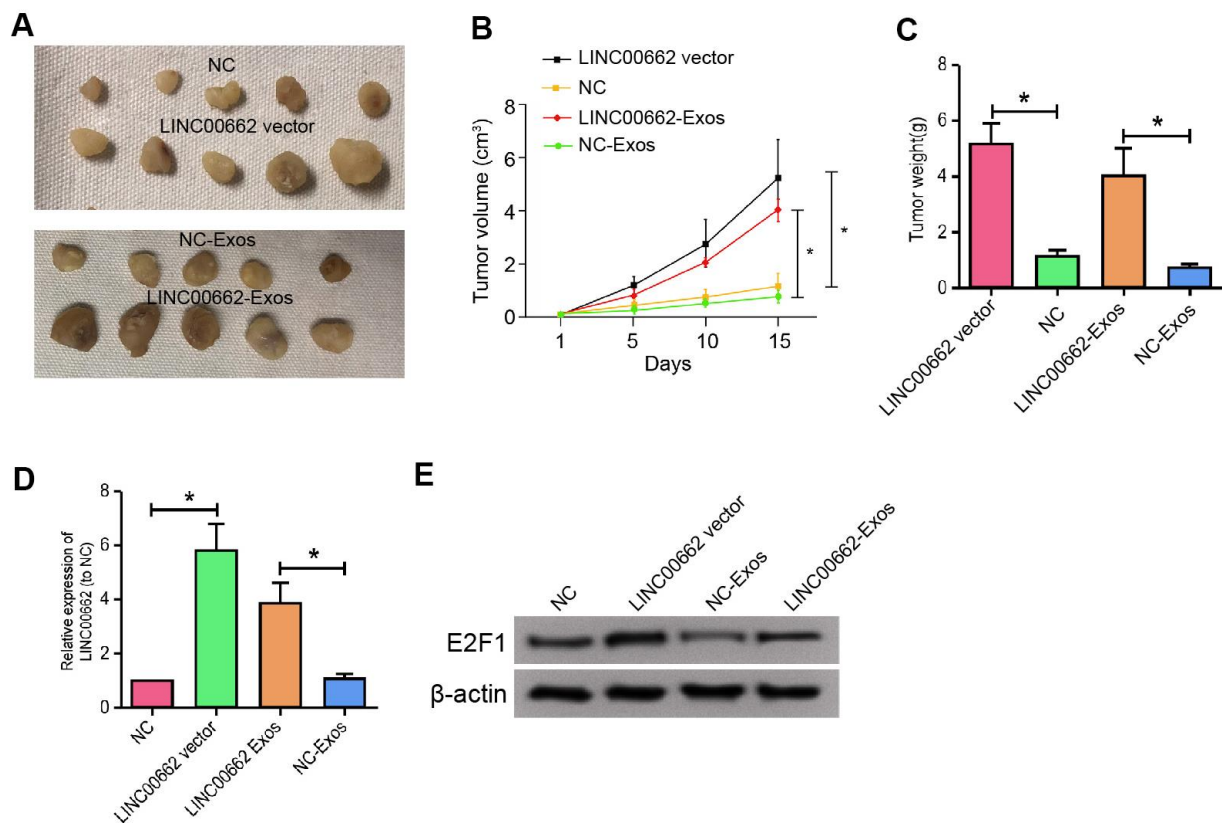 A
NC
LINC00662 vector
NC-Exos
LINC00662-Exos
B
LINC00662 vector
NC
LINC00662-Exos
NC-Exos
Tumor volume (cm³)
8
6
4
2
0
*
*
1 5 10 15
Days
C
Tumor weight(g)
8
6
4
2
0
*
*
LINC00662 vector
NC
LINC00662-Exos
NC-Exos
D
Relative expression of
LINC00662 (to NC)
8
6
4
2
0
*
*
NC
LINC00662 vector
LINC00662 Exos
NC-Exos
E
NC
LINC00662 vector
NC-Exos
LINC00662-Exos
E2F1
β-actin